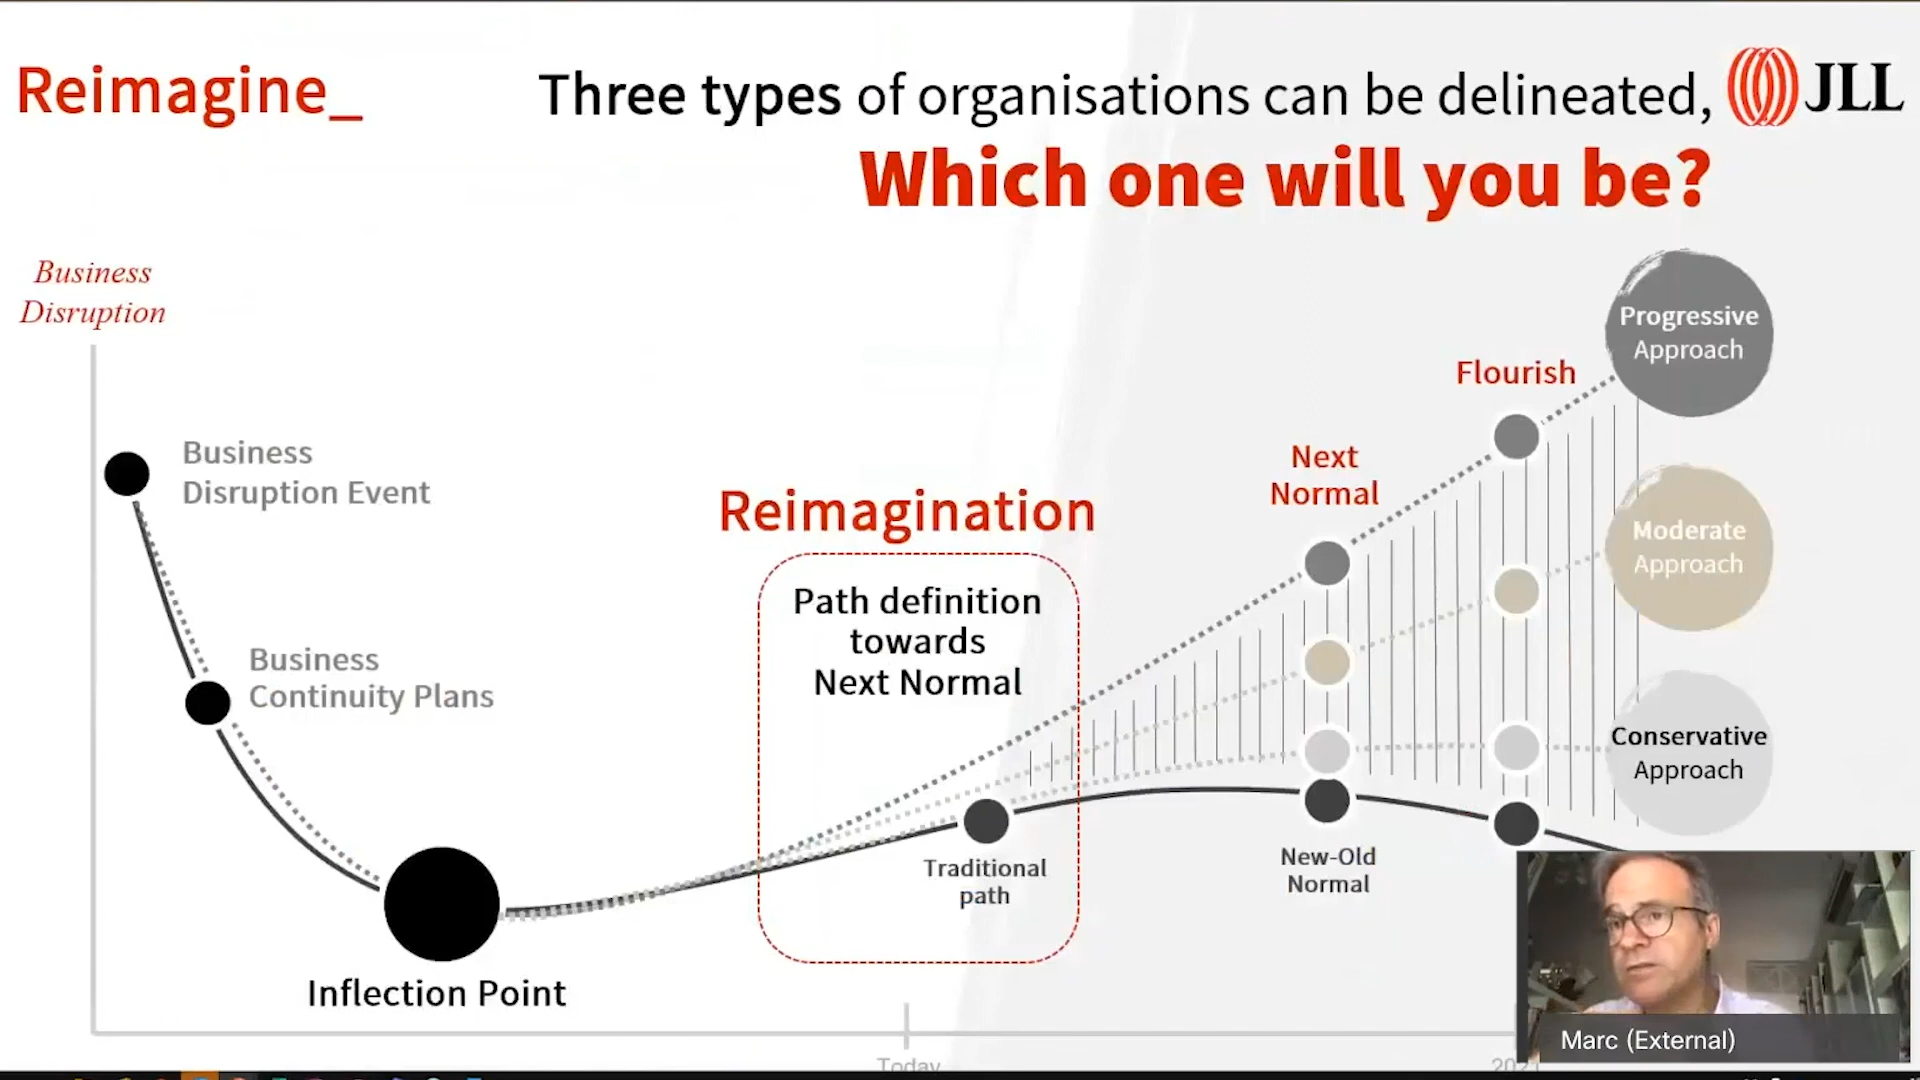 Reimagine_
Three types of organisations can be delineated,
Which one will you be?
JLL
Business
Disruption
Business
Disruption Event
Business
Continuity Plans
Inflection Point
Reimagination
Path definition
towards
Next Normal
Traditional
path
Next
Normal
Flourish
New-Old
Normal
Progressive
Approach
Moderate
Approach
Conservative
Approach
Today
Marc (External)